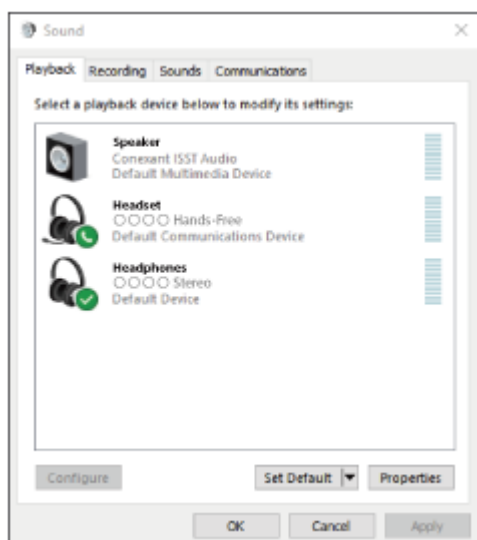 Sound
Playback Recording Sounds Communications
Select a playback device below to modify its settings:
Speaker
Conexant ISST Audio
Default Multimedia Device
Headset
○○○○ Hands-Free
Default Communications Device
Headphones
○○○○ Stereo
Default Device
Configure Set Default Properties
OK Cancel Apply